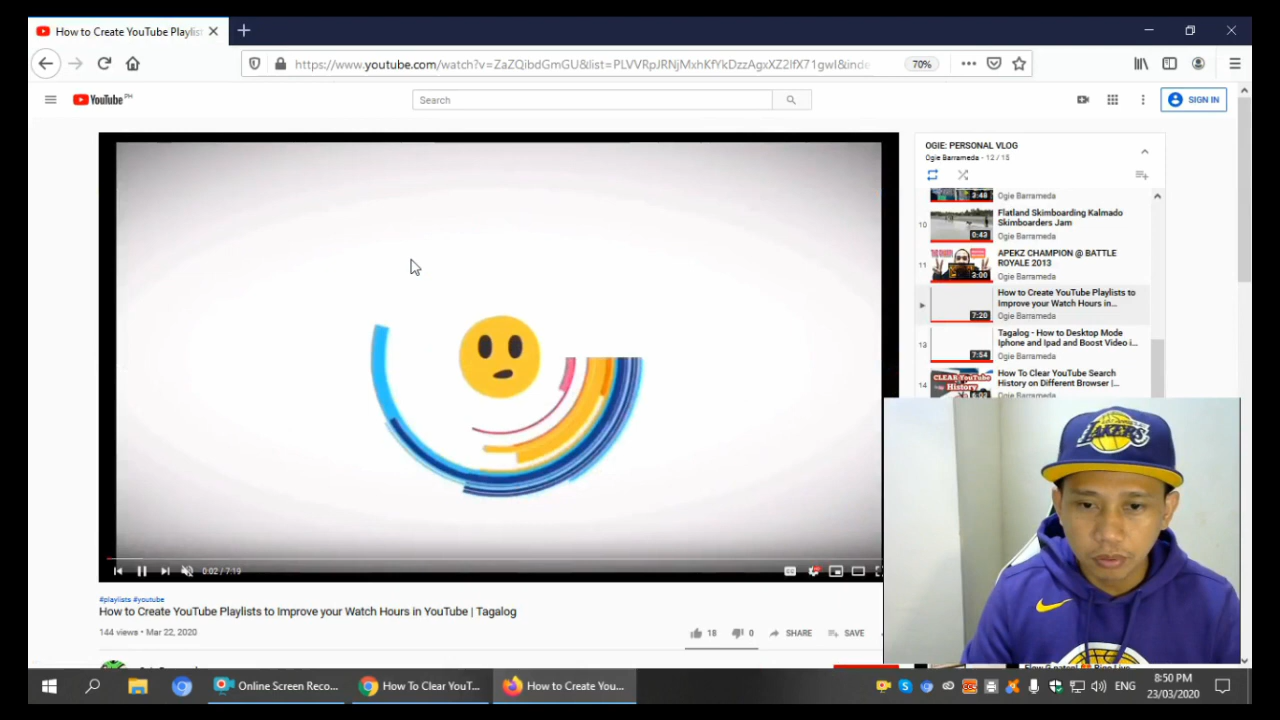 How to Create YouTube Playlist
https://www.youtube.com/watch?v=ZaZQibdGmGU&list=PLVVRpJRNjMxhKfYkDzzAgxXZ2lfX71gwl&inde
70%
YouTube PH
Search
SIGN IN
OGIE: PERSONAL VLOG
Ogie Barrameda - 12 / 15
3:48
Ogie Barrameda
10
0:43
Flatland Skimboarding Kalmado
Skimboarders Jam
Ogie Barrameda
11
3:00
APEKZ CHAMPION @ BATTLE
ROYALE 2013
Ogie Barrameda
7:20
How to Create YouTube Playlists to
Improve your Watch Hours in...
Ogie Barrameda
13
7:54
Tagalog - How to Desktop Mode
Iphone and Ipad and Boost Video i...
Ogie Barrameda
14
CLEAR YouTube
History
How To Clear YouTube Search
History on Different Browser |...
LAKERS
0:02 / 7:19
#playlists #youtube
How to Create YouTube Playlists to Improve your Watch Hours in YouTube | Tagalog
144 views • Mar 22, 2020
18
0
SHARE
SAVE
Online Screen Reco...
How To Clear YouT...
How to Create You...
ENG
8:50 PM
23/03/2020